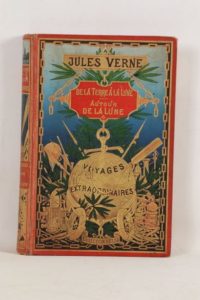 JULES VERNE
DE LA TERRE À LA LUNE
AUTOUR
DE LA LUNE
VOYAGES
EXTRAORDINAIRES